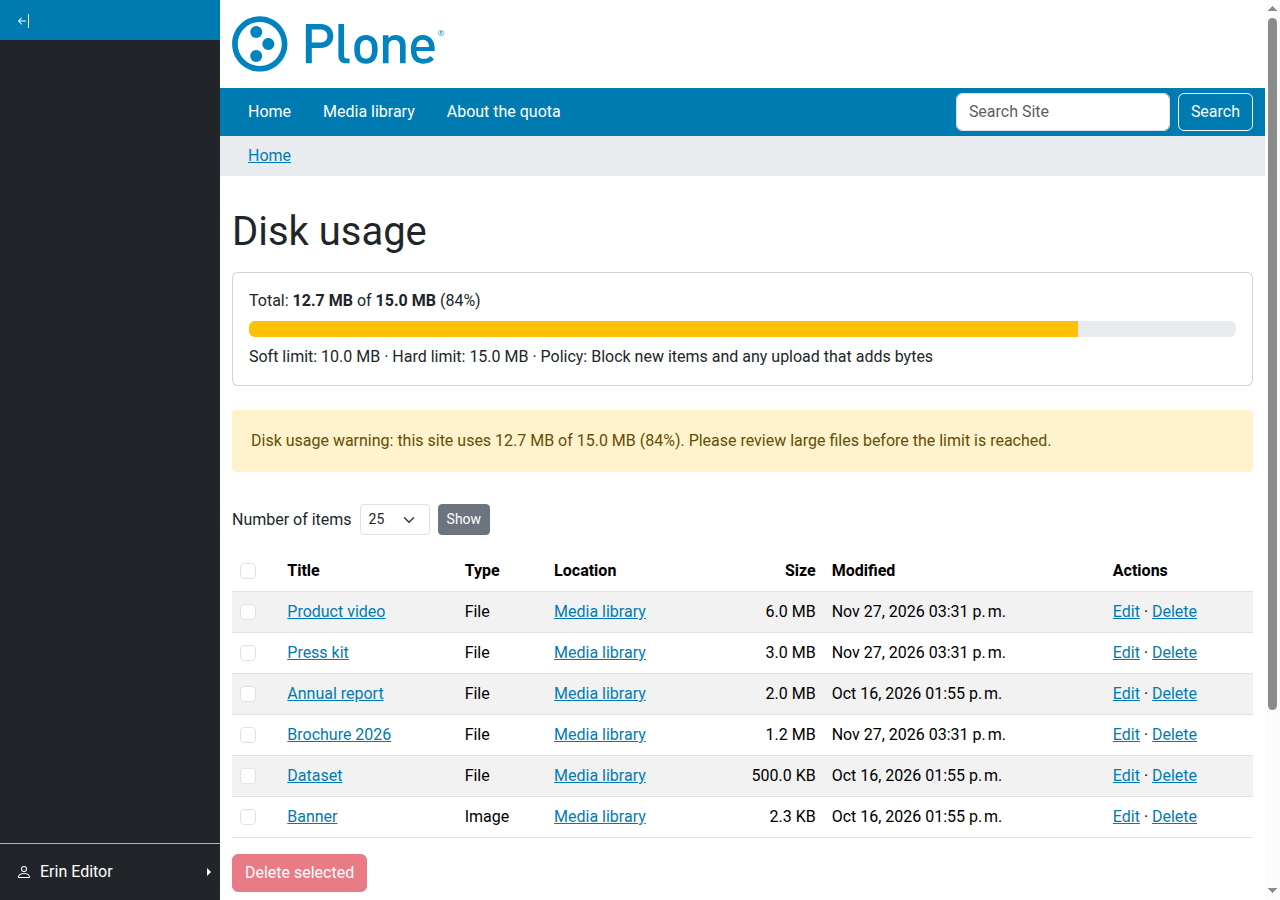 Plone®
Home Media library About the quota Search Site Search
Home
Disk usage
Total: 12.7 MB of 15.0 MB (84%)
Soft limit: 10.0 MB · Hard limit: 15.0 MB · Policy: Block new items and any upload that adds bytes
Disk usage warning: this site uses 12.7 MB of 15.0 MB (84%). Please review large files before the limit is reached.
Number of items 25 Show
Title Type Location Size Modified Actions
Product video File Media library 6.0 MB Nov 27, 2026 03:31 p.m. Edit · Delete
Press kit File Media library 3.0 MB Nov 27, 2026 03:31 p.m. Edit · Delete
Annual report File Media library 2.0 MB Oct 16, 2026 01:55 p.m. Edit · Delete
Brochure 2026 File Media library 1.2 MB Nov 27, 2026 03:31 p.m. Edit · Delete
Dataset File Media library 500.0 KB Oct 16, 2026 01:55 p.m. Edit · Delete
Banner Image Media library 2.3 KB Oct 16, 2026 01:55 p.m. Edit · Delete
Erin Editor
Delete selected